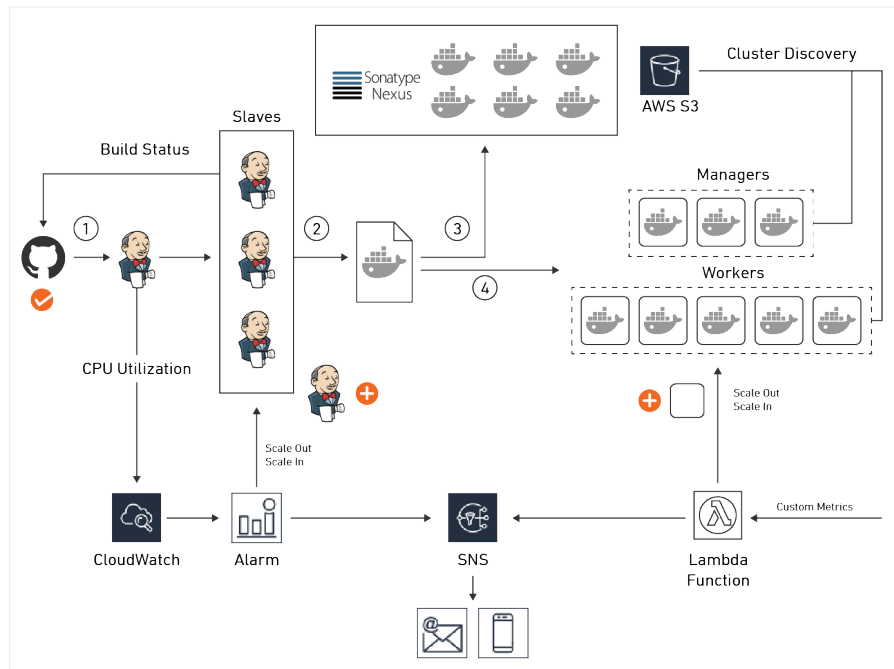 Sonatype
Nexus
Cluster Discovery
AWS S3
Slaves
Build Status
Managers
1
2
3
4
Workers
CPU Utilization
Scale Out
Scale In
Scale Out
Scale In
Custom Metrics
CloudWatch
Alarm
SNS
Lambda
Function
@